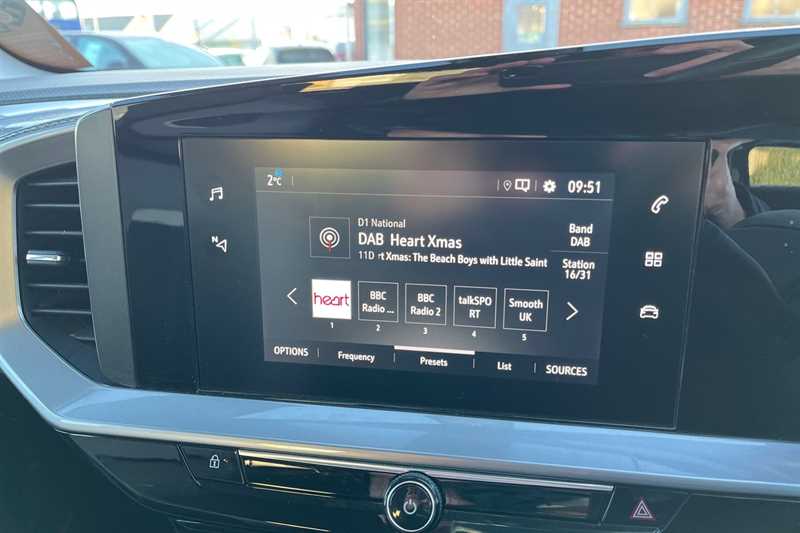 2°C
09:51
D1 National
DAB Heart Xmas
11D rt Xmas: The Beach Boys with Little Saint
Band
DAB
Station
16/31
N
heart
BBC
Radio ...
BBC
Radio 2
talkSPO
RT
Smooth
UK
1
2
3
4
5
OPTIONS
Frequency
Presets
List
SOURCES